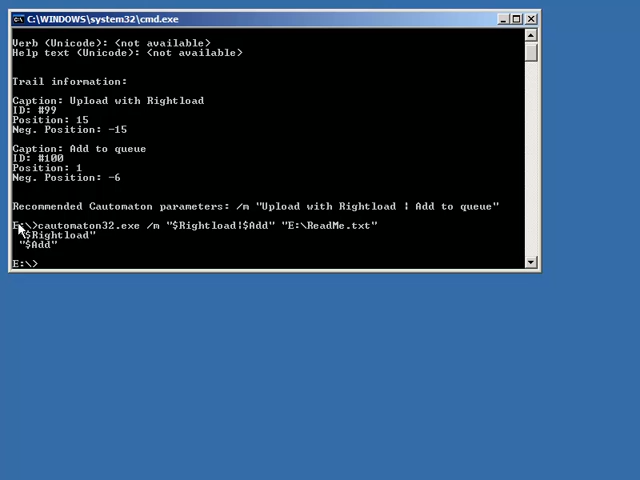 C:\WINDOWS\system32\cmd.exe
Verb (Unicode): <not available>
Help text (Unicode): <not available>
Trail information:
Caption: Upload with Rightload
ID: #99
Position: 15
Neg. Position: -15
Caption: Add to queue
ID: #100
Position: 1
Neg. Position: -6
Recommended Cautomaton parameters: /m "Upload with Rightload | Add to queue"
E:\>cautomaton32.exe /m "$Rightload|$Add" "E:\ReadMe.txt"
"$Rightload"
"$Add"
E:\>